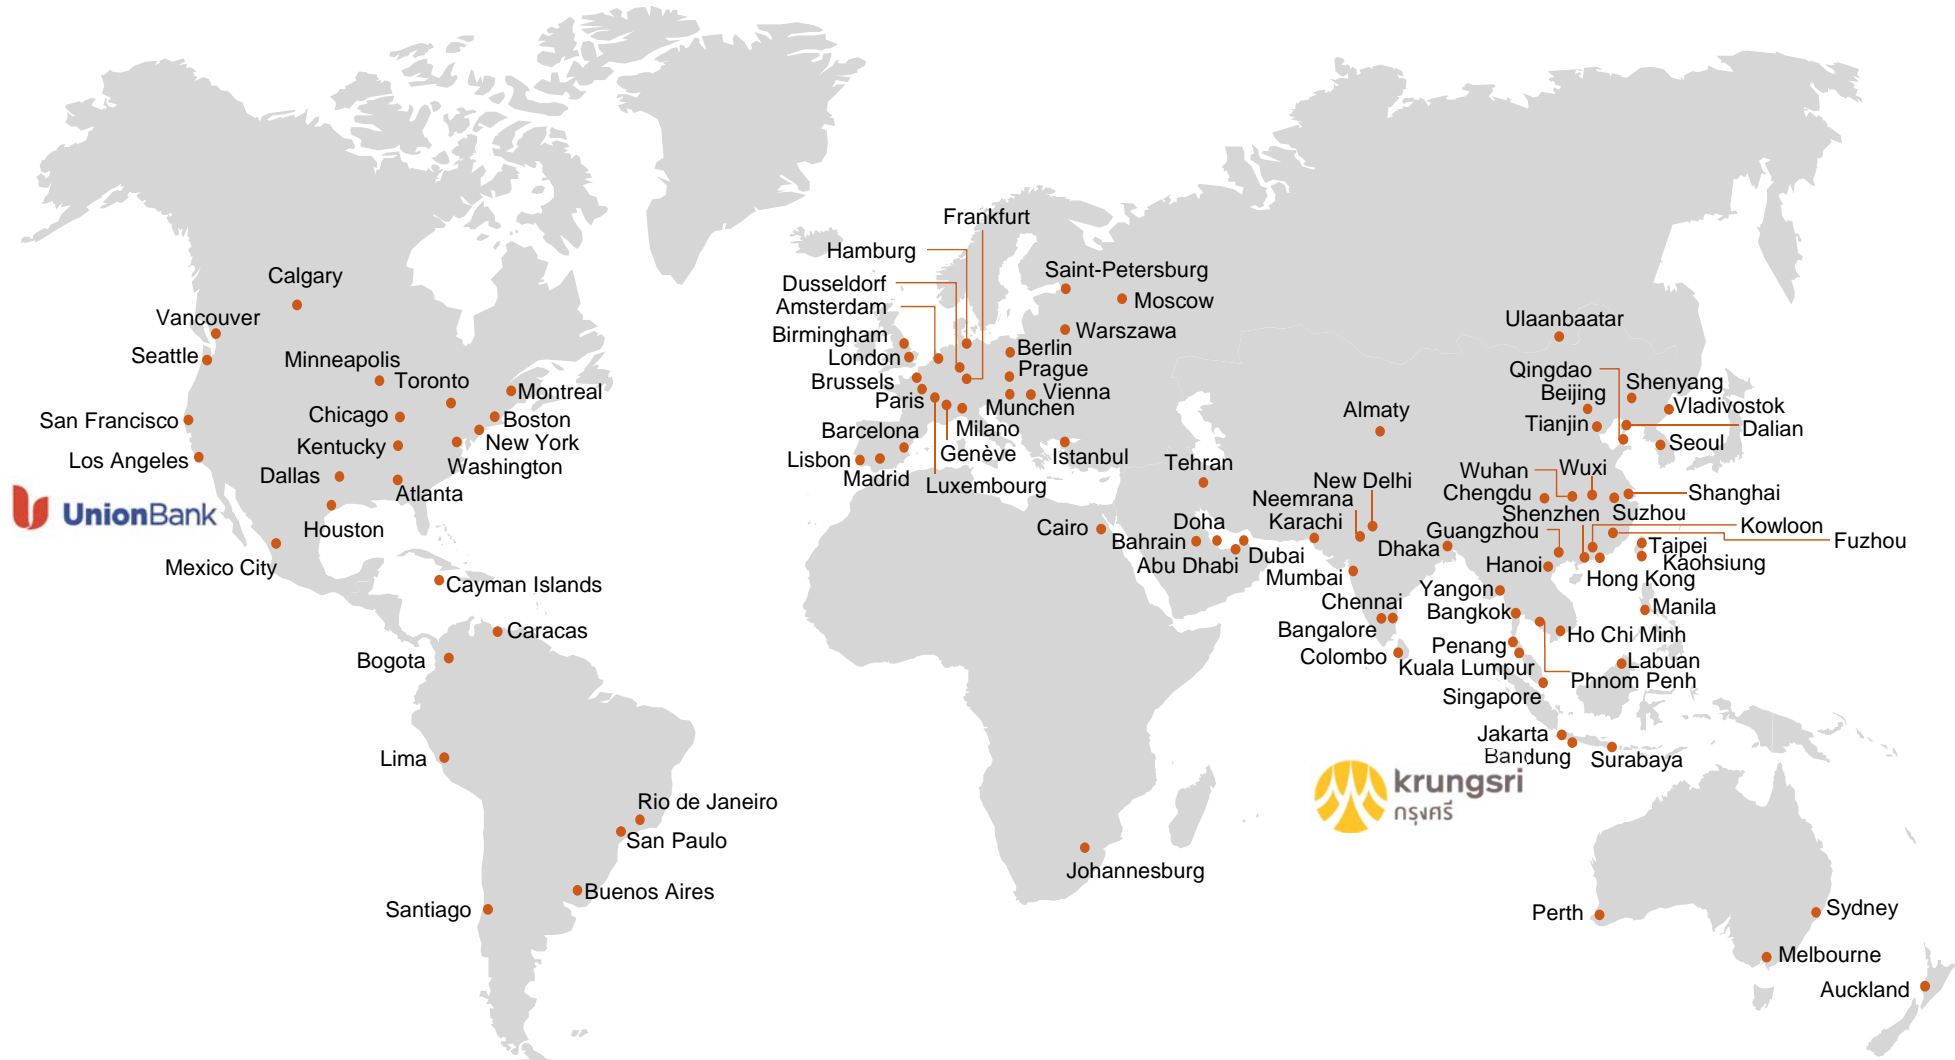 Frankfurt
Hamburg
Calgary
Saint-Petersburg
Dusseldorf
Moscow
Amsterdam
Vancouver
Ulaanbaatar
Birmingham
Warszawa
Seattle
Minneapolis
London
Berlin
Qingdao
Toronto
Brussels
Prague
Shenyang
Montreal
Paris
Vienna
Beijing
Vladivostok
San Francisco
Chicago
Boston
Munchen
Almaty
Tianjin
Dalian
Kentucky
New York
Barcelona
Milano
Seoul
Los Angeles
Washington
Lisbon
Genève
Istanbul
Tehran
Wuhan
Wuxi
Dallas
Madrid
Luxembourg
New Delhi
Chengdu
Shanghai
Atlanta
Neemrana
UnionBank
Shenzhen
Suzhou
Houston
Cairo
Doha
Karachi
Guangzhou
Kowloon
Bahrain
Dhaka
Fuzhou
Mexico City
Abu Dhabi
Dubai
Taipei
Hanoi
Kaohsiung
Cayman Islands
Mumbai
Hong Kong
Yangon
Chennai
Bangkok
Manila
Caracas
Bangalore
Ho Chi Minh
Bogota
Colombo
Penang
Labuan
Kuala Lumpur
Phnom Penh
Singapore
Lima
Jakarta
Bandung
Surabaya
krungsri
กรุงศรี
Rio de Janeiro
San Paulo
Johannesburg
Buenos Aires
Santiago
Perth
Sydney
Melbourne
Auckland